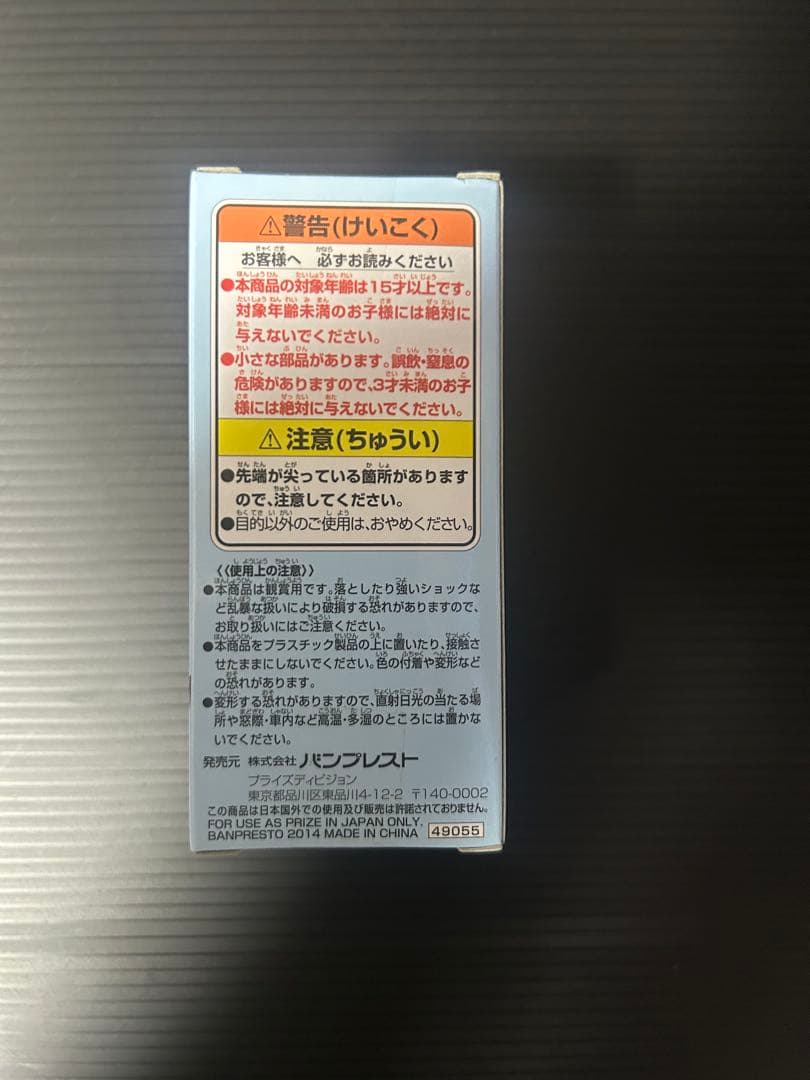 ⚠警告(けいこく)
お客様へ 必ずお読みください
●本商品の対象年齢は15才以上です。
対象年齢未満のお子様には絶対に
与えないでください。
●小さな部品があります。誤飲・窒息の
危険がありますので、3才未満のお子
様には絶対に与えないでください。
⚠注意(ちゅうい)
●先端が尖っている箇所があります
ので、注意してください。
●目的以外のご使用は、おやめください。
《使用上の注意》
●本商品は観賞用です。落としたり強いショックな
ど乱暴な扱いにより破損する恐れがありますので、
お取り扱いにはご注意ください。
●本商品をプラスチック製品の上に置いたり、接触さ
せたままにしないでください。色の付着や変形など
の恐れがあります。
●変形する恐れがありますので、直射日光の当たる場
所や窓際・車内など高温・多湿のところには置かな
いでください。
発売元 株式会社 バンプレスト
プライズディビジョン
東京都品川区東品川4-12-2 〒140-0002
この商品は日本国外での使用及び販売は許諾されておりません。
FOR USE AS PRIZE IN JAPAN ONLY.
BANPRESTO 2014 MADE IN CHINA 49055